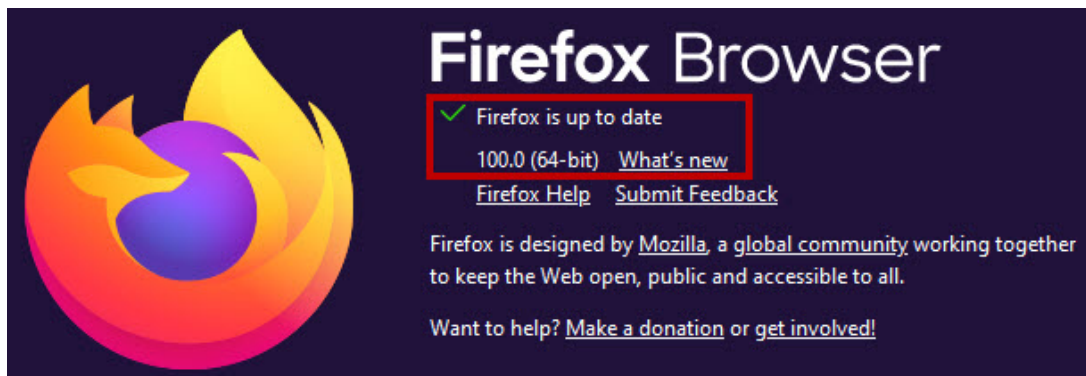 Firefox Browser
Firefox is up to date
100.0 (64-bit) What's new
Firefox Help Submit Feedback
Firefox is designed by Mozilla, a global community working together
to keep the Web open, public and accessible to all.
Want to help? Make a donation or get involved!